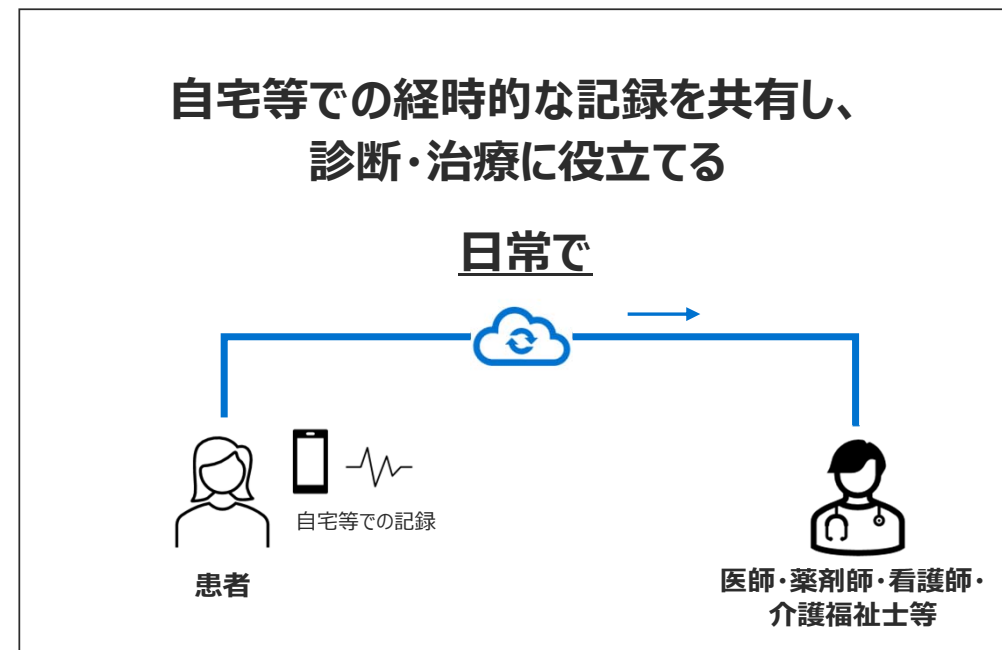 自宅等での経時的な記録を共有し、
診断・治療に役立てる
日常で
自宅等での記録
患者
医師・薬剤師・看護師・
介護福祉士等